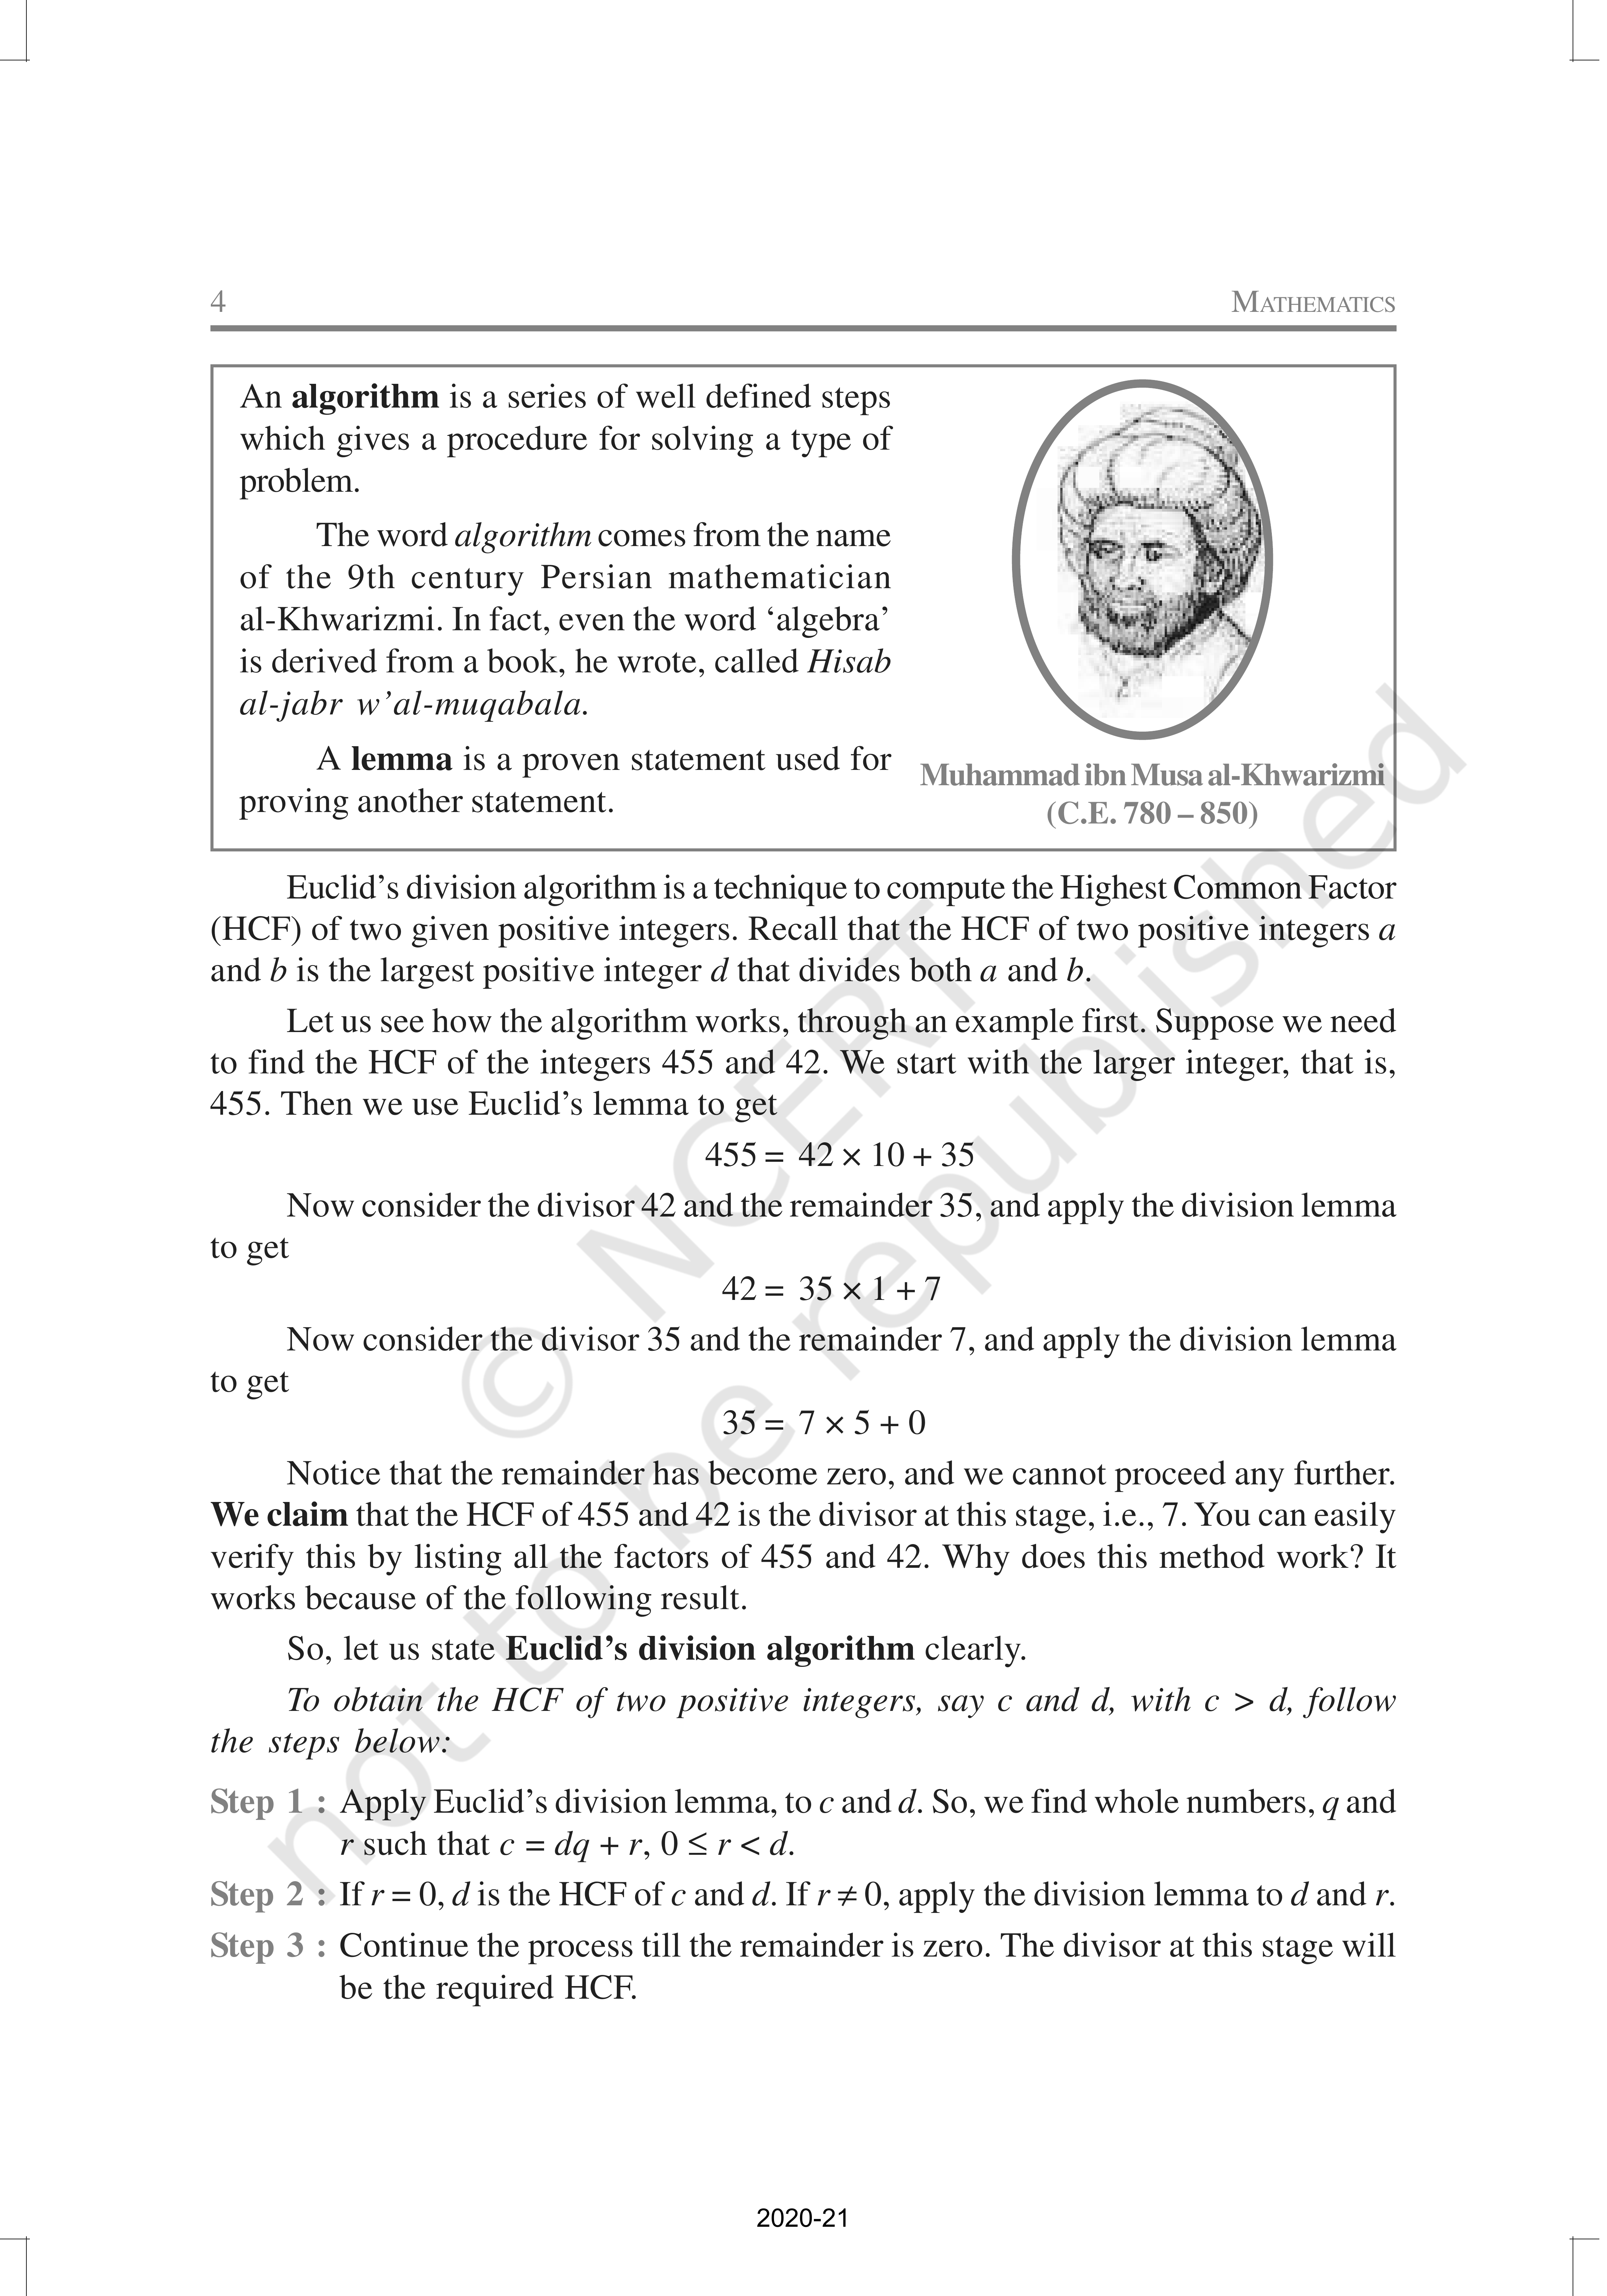 4 MATHEMATICS
An algorithm is a series of well defined steps
which gives a procedure for solving a type of
problem.
The word algorithm comes from the name
of the 9th century Persian mathematician
al-Khwarizmi. In fact, even the word ‘algebra’
is derived from a book, he wrote, called Hisab
al-jabr w’al-muqabala.
A lemma is a proven statement used for
proving another statement.
Muhammad ibn Musa al-Khwarizmi
(C.E. 780 – 850)
Euclid’s division algorithm is a technique to compute the Highest Common Factor
(HCF) of two given positive integers. Recall that the HCF of two positive integers a
and b is the largest positive integer d that divides both a and b.
Let us see how the algorithm works, through an example first. Suppose we need
to find the HCF of the integers 455 and 42. We start with the larger integer, that is,
455. Then we use Euclid’s lemma to get
455 = 42 × 10 + 35
Now consider the divisor 42 and the remainder 35, and apply the division lemma
to get
42 = 35 × 1 + 7
Now consider the divisor 35 and the remainder 7, and apply the division lemma
to get
35 = 7 × 5 + 0
Notice that the remainder has become zero, and we cannot proceed any further.
We claim that the HCF of 455 and 42 is the divisor at this stage, i.e., 7. You can easily
verify this by listing all the factors of 455 and 42. Why does this method work? It
works because of the following result.
So, let us state Euclid’s division algorithm clearly.
To obtain the HCF of two positive integers, say c and d, with c > d, follow
the steps below:
Step 1 : Apply Euclid’s division lemma, to c and d. So, we find whole numbers, q and
r such that c = dq + r, 0 ≤ r < d.
Step 2 : If r = 0, d is the HCF of c and d. If r ≠ 0, apply the division lemma to d and r.
Step 3 : Continue the process till the remainder is zero. The divisor at this stage will
be the required HCF.
© NCERT
not to be republished
2020-21